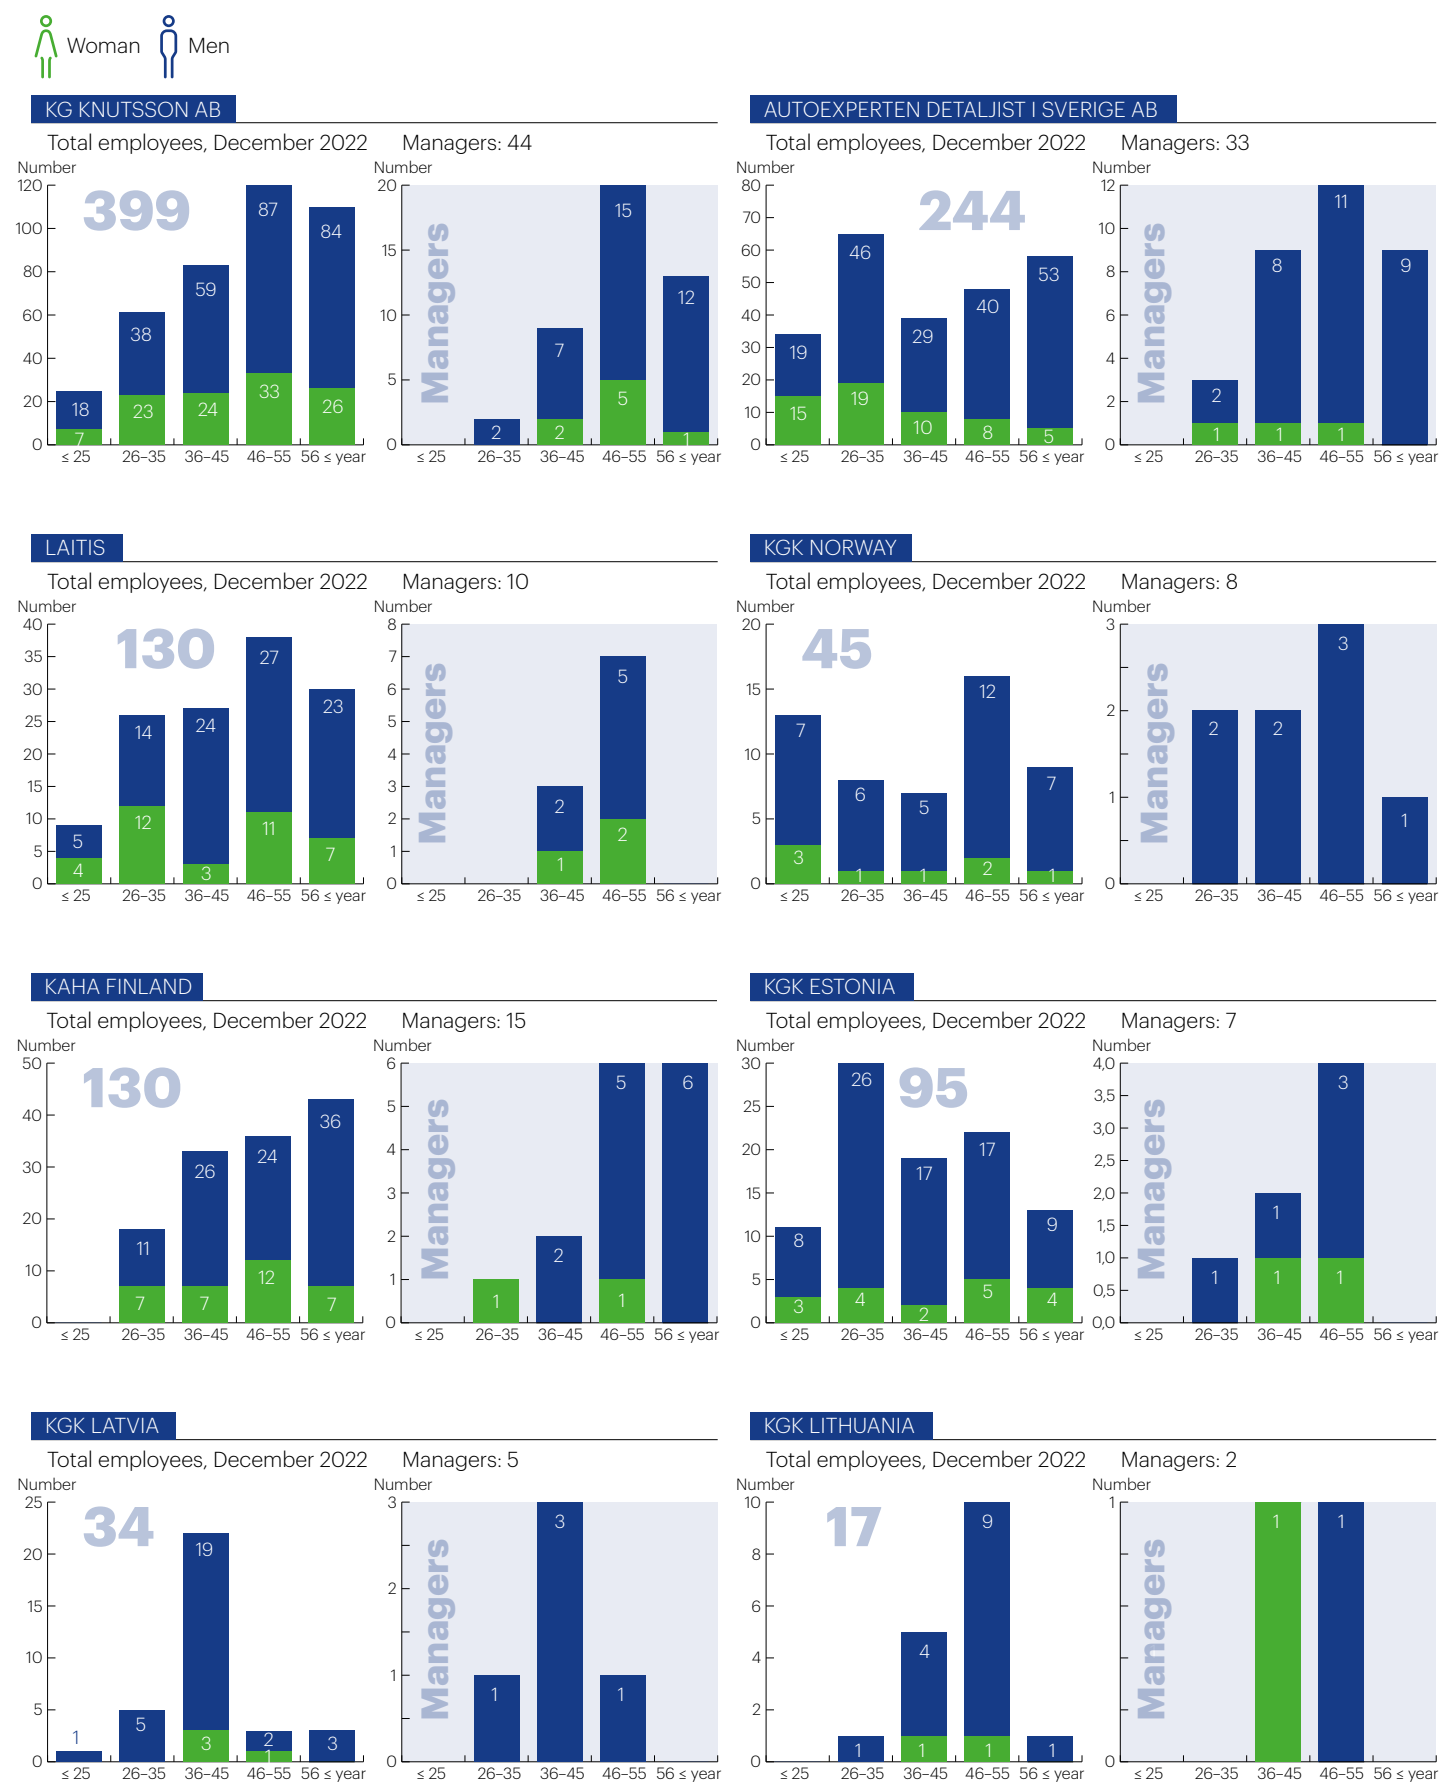 Woman Men
KG KNUTSSON AB
Total employees, December 2022 Managers: 44
Number Number
120 100 80 60 40 20 0
399
18 38 59 87 84
7 23 24 33 26
≤ 25 26–35 36–45 46–55 56 ≤ year
20 15 10 5 0
Managers
2 7 15 12
2 5 1
≤ 25 26–35 36–45 46–55 56 ≤ year
AUTOEXPERTEN DETALJIST I SVERIGE AB
Total employees, December 2022 Managers: 33
Number Number
80 70 60 50 40 30 20 10 0
244
19 46 29 40 53
15 19 10 8 5
≤ 25 26–35 36–45 46–55 56 ≤ year
12 10 8 6 4 2 0
Managers
2 8 11 9
1 1 1
≤ 25 26–35 36–45 46–55 56 ≤ year
LAITIS
Total employees, December 2022 Managers: 10
Number Number
40 35 30 25 20 15 10 5 0
130
5 14 24 27 23
4 12 3 11 7
≤ 25 26–35 36–45 46–55 56 ≤ year
8 7 6 5 4 3 2 1 0
Managers
2 5
1 2
≤ 25 26–35 36–45 46–55 56 ≤ year
KGK NORWAY
Total employees, December 2022 Managers: 8
Number Number
20 15 10 5 0
45
7 6 5 12 7
3 1 1 2 1
≤ 25 26–35 36–45 46–55 56 ≤ year
3 2 1 0
Managers
2 2 3 1
≤ 25 26–35 36–45 46–55 56 ≤ year
KAHA FINLAND
Total employees, December 2022 Managers: 15
Number Number
50 40 30 20 10 0
130
11 26 24 36
7 7 12 7
≤ 25 26–35 36–45 46–55 56 ≤ year
6 5 4 3 2 1 0
Managers
2 5 6
1 1
≤ 25 26–35 36–45 46–55 56 ≤ year
KGK ESTONIA
Total employees, December 2022 Managers: 7
Number Number
30 25 20 15 10 5 0
95
8 26 17 17 9
3 4 2 5 4
≤ 25 26–35 36–45 46–55 56 ≤ year
4,0 3,5 3,0 2,5 2,0 1,5 1,0 0,5 0,0
Managers
1 1 3
1 1
≤ 25 26–35 36–45 46–55 56 ≤ year
KGK LATVIA
Total employees, December 2022 Managers: 5
Number Number
25 20 15 10 5 0
34
1 5 19 2 3
3 1
≤ 25 26–35 36–45 46–55 56 ≤ year
3 2 1 0
Managers
1 3 1
≤ 25 26–35 36–45 46–55 56 ≤ year
KGK LITHUANIA
Total employees, December 2022 Managers: 2
Number Number
10 8 6 4 2 0
17
1 4 9 1
1 1
≤ 25 26–35 36–45 46–55 56 ≤ year
1 0
Managers
1 1
≤ 25 26–35 36–45 46–55 56 ≤ year